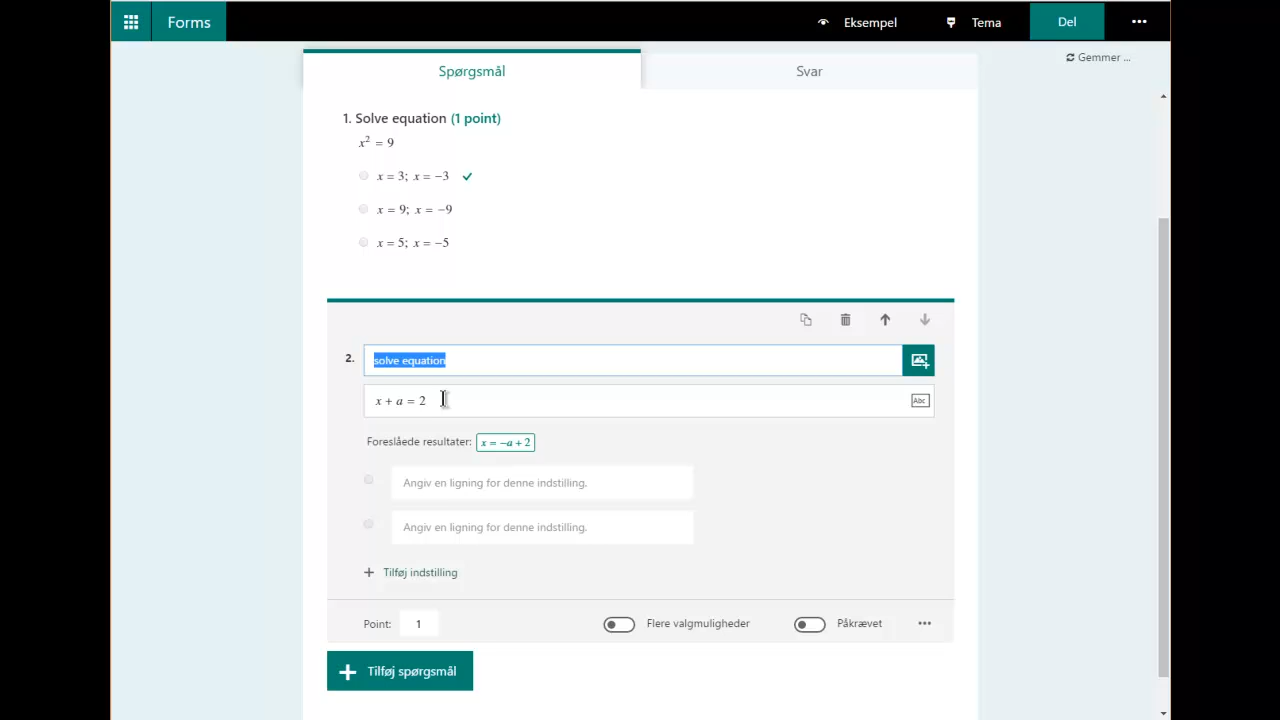 Forms Eksempel Tema Del •••
Gemmer ...
Spørgsmål Svar
1. Solve equation (1 point)
x² = 9
x = 3; x = −3
x = 9; x = −9
x = 5; x = −5
2. solve equation
x + a = 2 Abc
Foreslåede resultater: x = −a + 2
Angiv en ligning for denne indstilling.
Angiv en ligning for denne indstilling.
+ Tilføj indstilling
Point: 1 Flere valgmuligheder Påkrævet •••
+ Tilføj spørgsmål